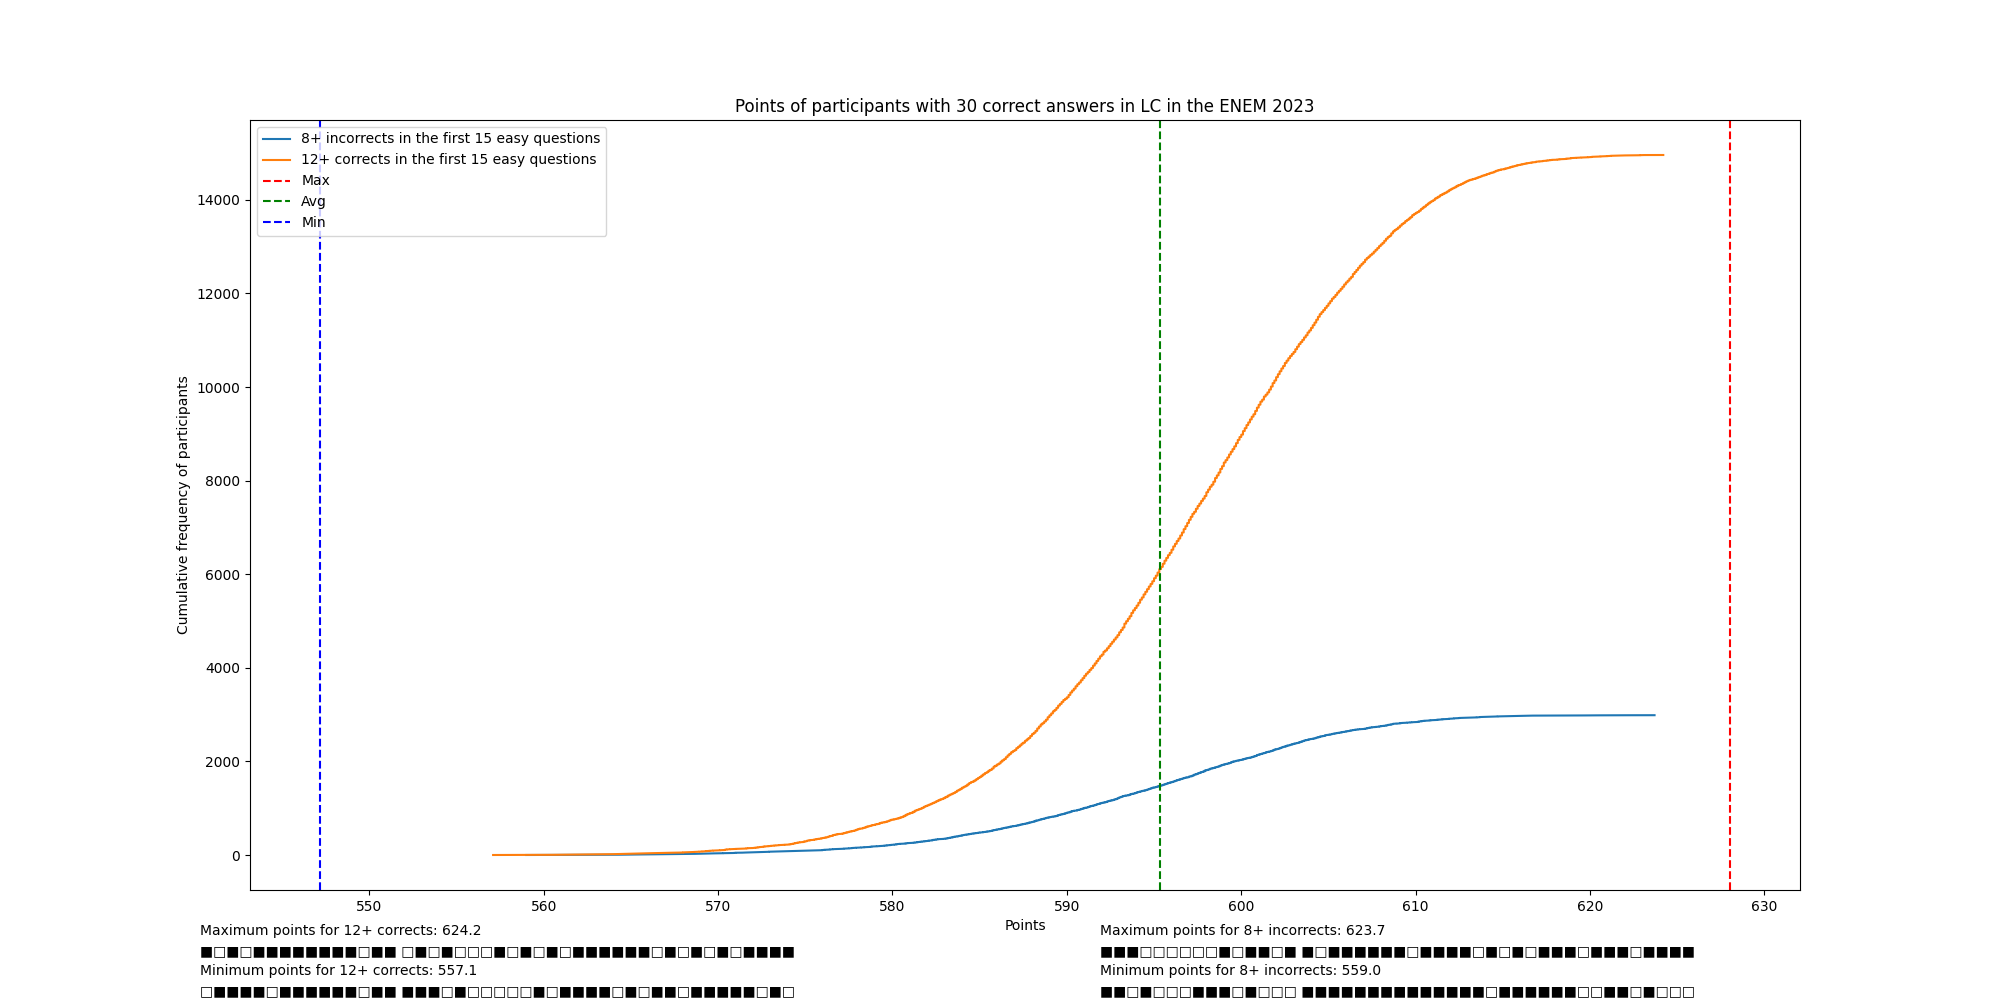 Points of participants with 30 correct answers in LC in the ENEM 2023
8+ incorrects in the first 15 easy questions
12+ corrects in the first 15 easy questions
Max
Avg
Min
14000
12000
10000
8000
6000
4000
2000
0
Cumulative frequency of participants
550 560 570 580 590 600 610 620 630
Points
Maximum points for 12+ corrects: 624.2
■□■□■■■■■■■■□■■ □■□■□□□■□■□■□■■■■■■□■□■□■□■■■■
Minimum points for 12+ corrects: 557.1
□■■■■□■■■■■■□■■ ■■■□■□□□□□■□■■■■□■□■■□■■■■■□■□
Maximum points for 8+ incorrects: 623.7
■■■□□□□□□■□■■□■ ■□■■■■■■□■■■■□■□■□■■■□■■■□■■■■
Minimum points for 8+ incorrects: 559.0
■■□■□□□■■■□■□□□ ■■■■■■■■■■■■■■□■■■■■■□□■■□■□□□